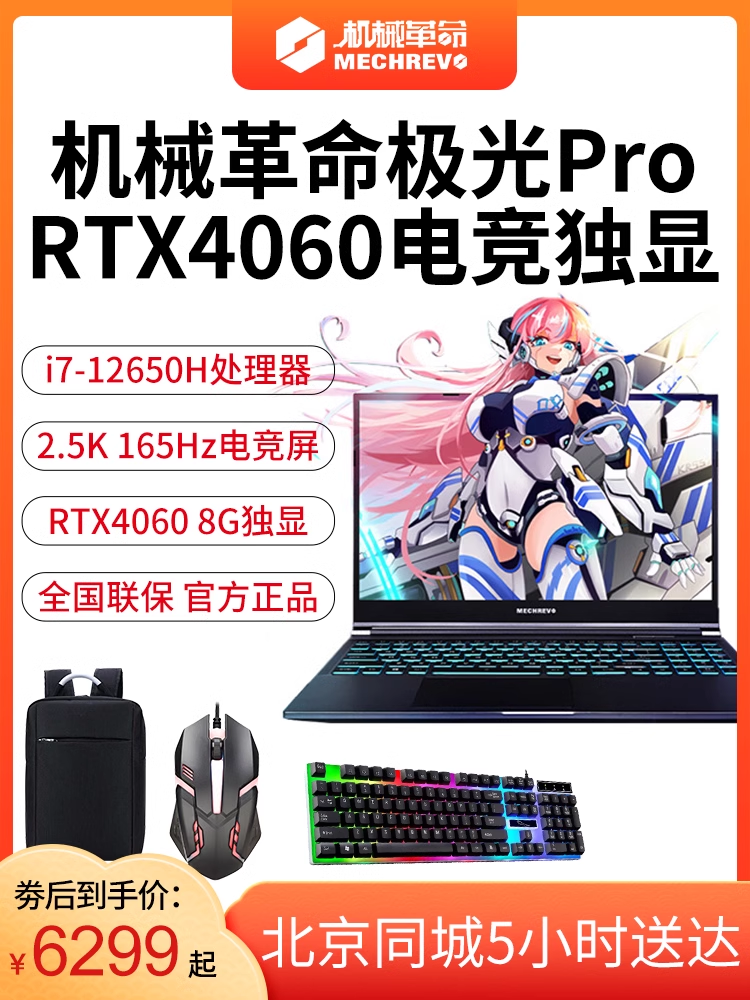 机械革命
MECHREVO
机械革命极光Pro
RTX4060电竞独显
i7-12650H处理器
2.5K 165Hz电竞屏
RTX4060 8G独显
全国联保 官方正品
MECHREVO
劵后到手价：
¥6299起
北京同城5小时送达